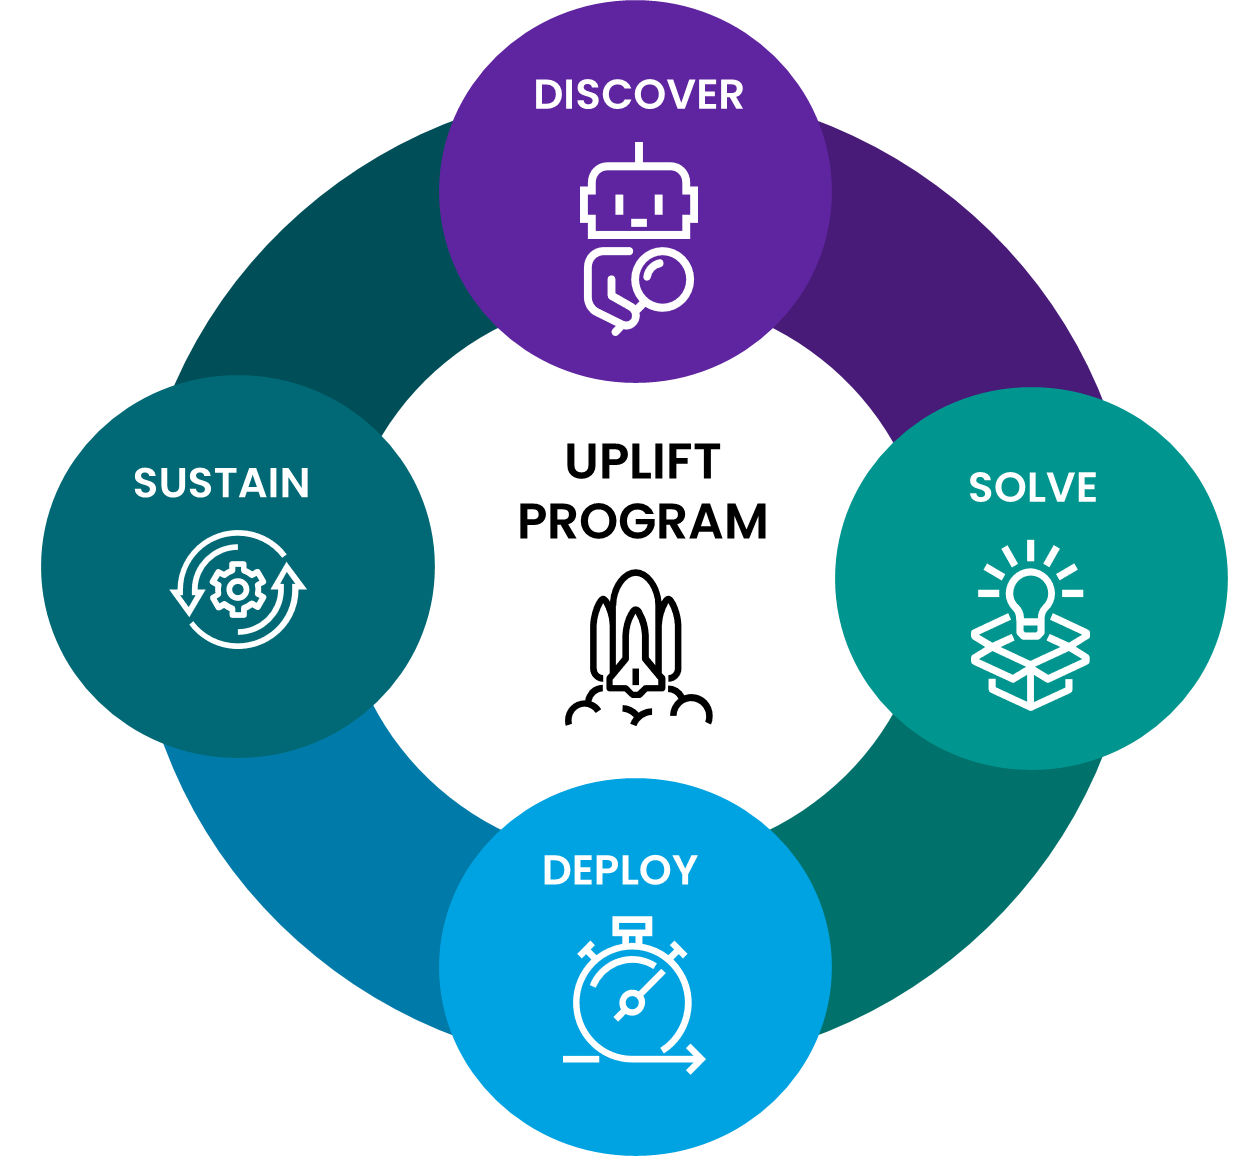 DISCOVER
UPLIFT
PROGRAM
SUSTAIN
SOLVE
DEPLOY